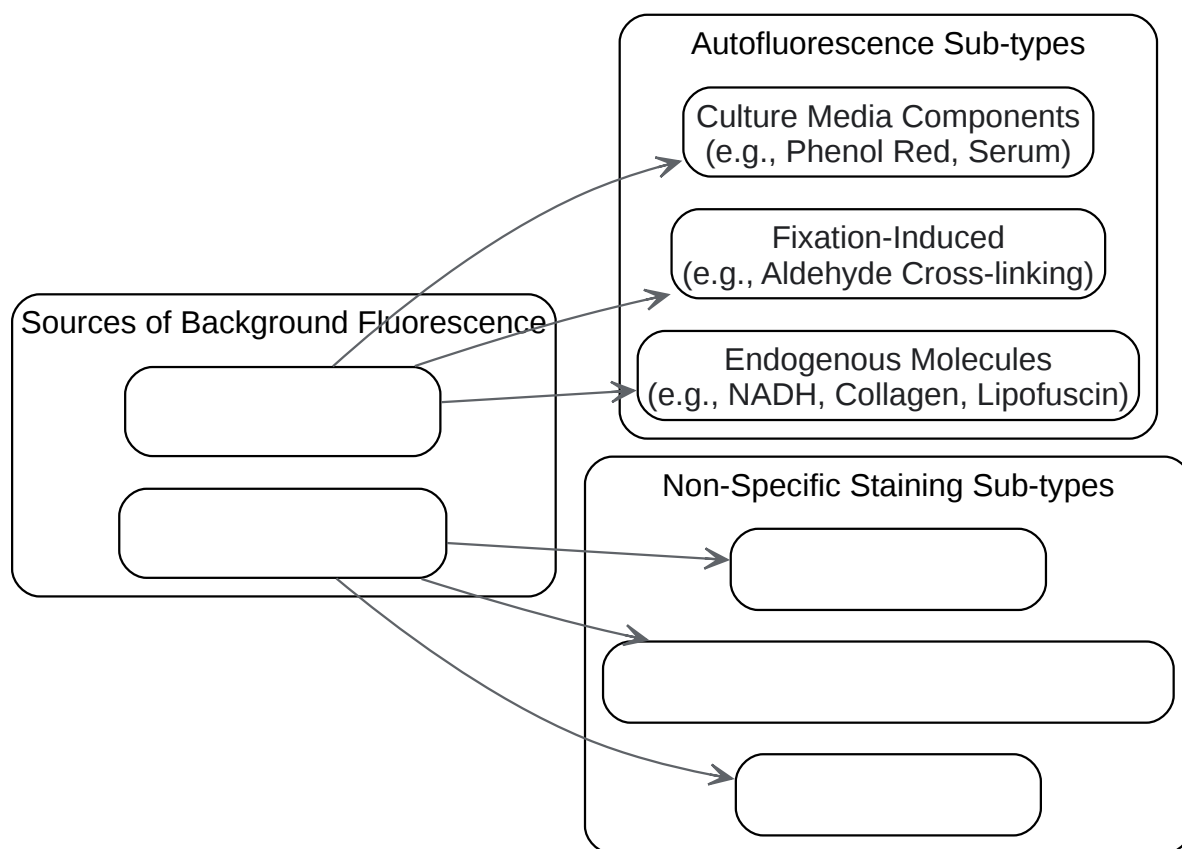 Autofluorescence Sub-types
Culture Media Components
(e.g., Phenol Red, Serum)
Fixation-Induced
(e.g., Aldehyde Cross-linking)
Endogenous Molecules
(e.g., NADH, Collagen, Lipofuscin)
Sources of Background Fluorescence
Non-Specific Staining Sub-types